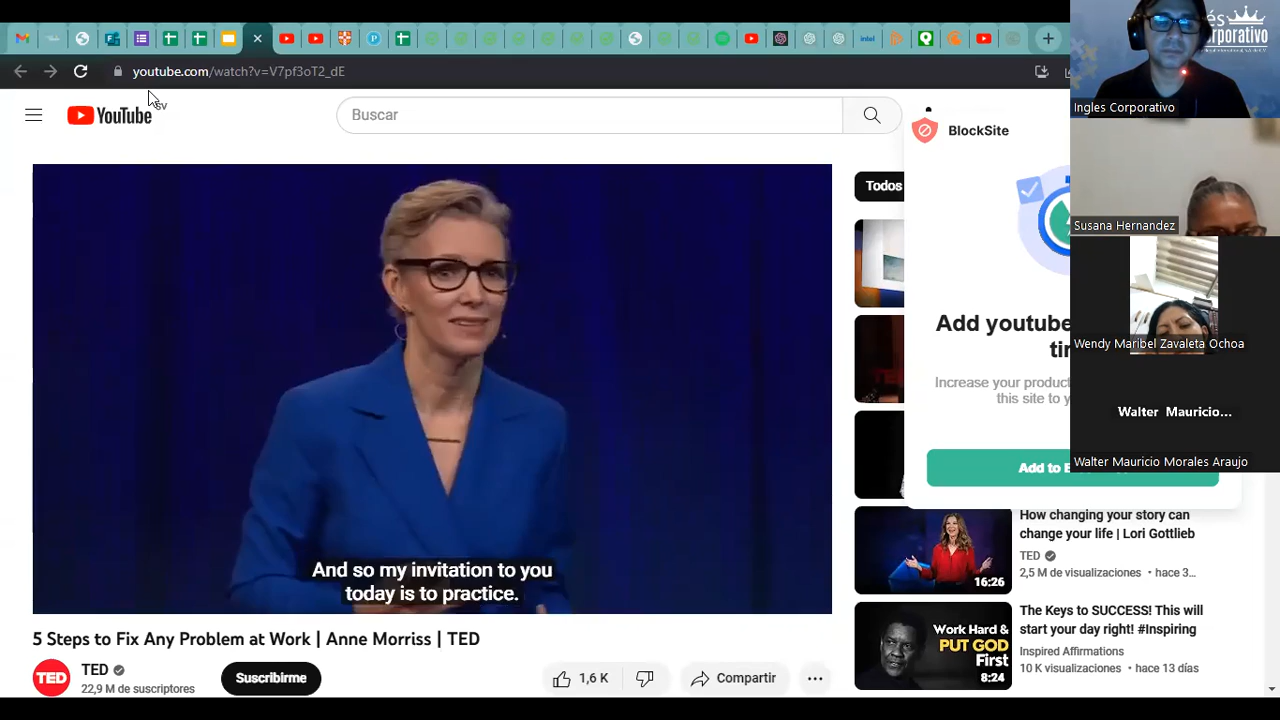 youtube.com/watch?v=V7pf3oT2_dE
YouTube SV
Buscar
BlockSite
Todos
Add youtube
Increase your product
this site to y
Add to
And so my invitation to you
today is to practice.
5 Steps to Fix Any Problem at Work | Anne Morriss | TED
TED
TED
22,9 M de suscriptores
Suscribirme
1,6 K
Compartir
How changing your story can
change your life | Lori Gottlieb
TED
2,5 M de visualizaciones • hace 3...
16:26
The Keys to SUCCESS! This will
start your day right! #Inspiring
Inspired Affirmations
10 K visualizaciones • hace 13 días
Work Hard &
PUT GOD
First
8:24
Ingles Corporativo
Susana Hernandez
Wendy Maribel Zavaleta Ochoa
Walter Mauricio...
Walter Mauricio Morales Araujo